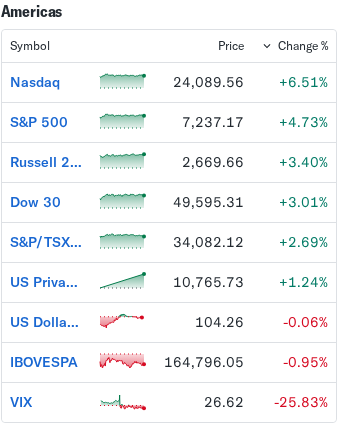 Americas
Symbol Price Change %
Nasdaq 24,089.56 +6.51%
S&P 500 7,237.17 +4.73%
Russell 2... 2,669.66 +3.40%
Dow 30 49,595.31 +3.01%
S&P/TSX... 34,082.12 +2.69%
US Priva... 10,765.73 +1.24%
US Dolla... 104.26 -0.06%
IBOVESPA 164,796.05 -0.95%
VIX 26.62 -25.83%